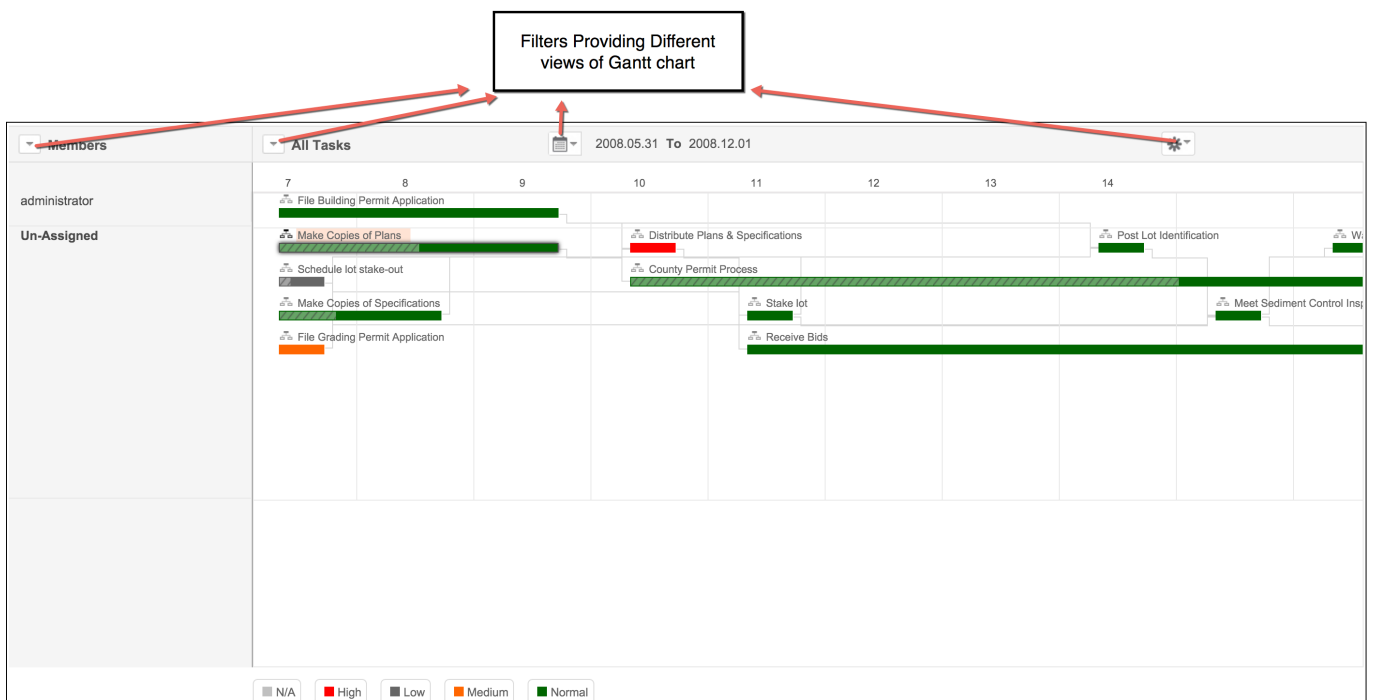 Filters Providing Different
views of Gantt chart
Members
All Tasks
2008.05.31 To 2008.12.01
7 8 9 10 11 12 13 14
administrator
File Building Permit Application
Un-Assigned
Make Copies of Plans
Distribute Plans & Specifications
Post Lot Identification
Schedule lot stake-out
County Permit Process
Make Copies of Specifications
Stake lot
Meet Sediment Control
File Grading Permit Application
Receive Bids
N/A High Low Medium Normal